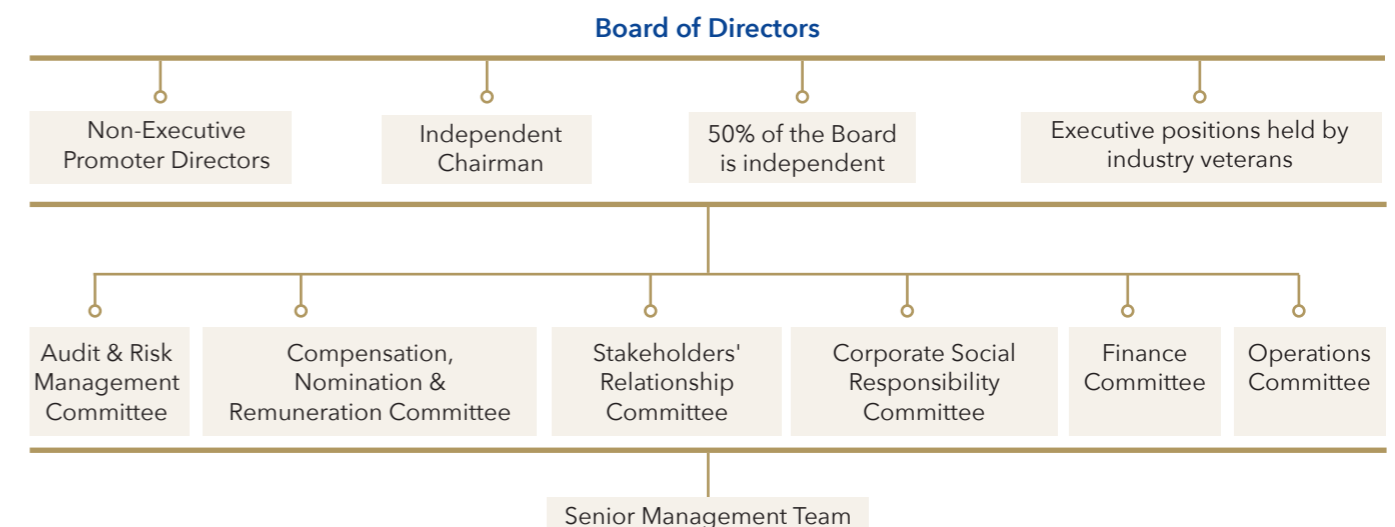 Board of Directors
Non-Executive
Promoter Directors
Independent
Chairman
50% of the Board
is independent
Executive positions held by
industry veterans
Audit & Risk
Management
Committee
Compensation,
Nomination &
Remuneration Committee
Stakeholders'
Relationship
Committee
Corporate Social
Responsibility
Committee
Finance
Committee
Operations
Committee
Senior Management Team